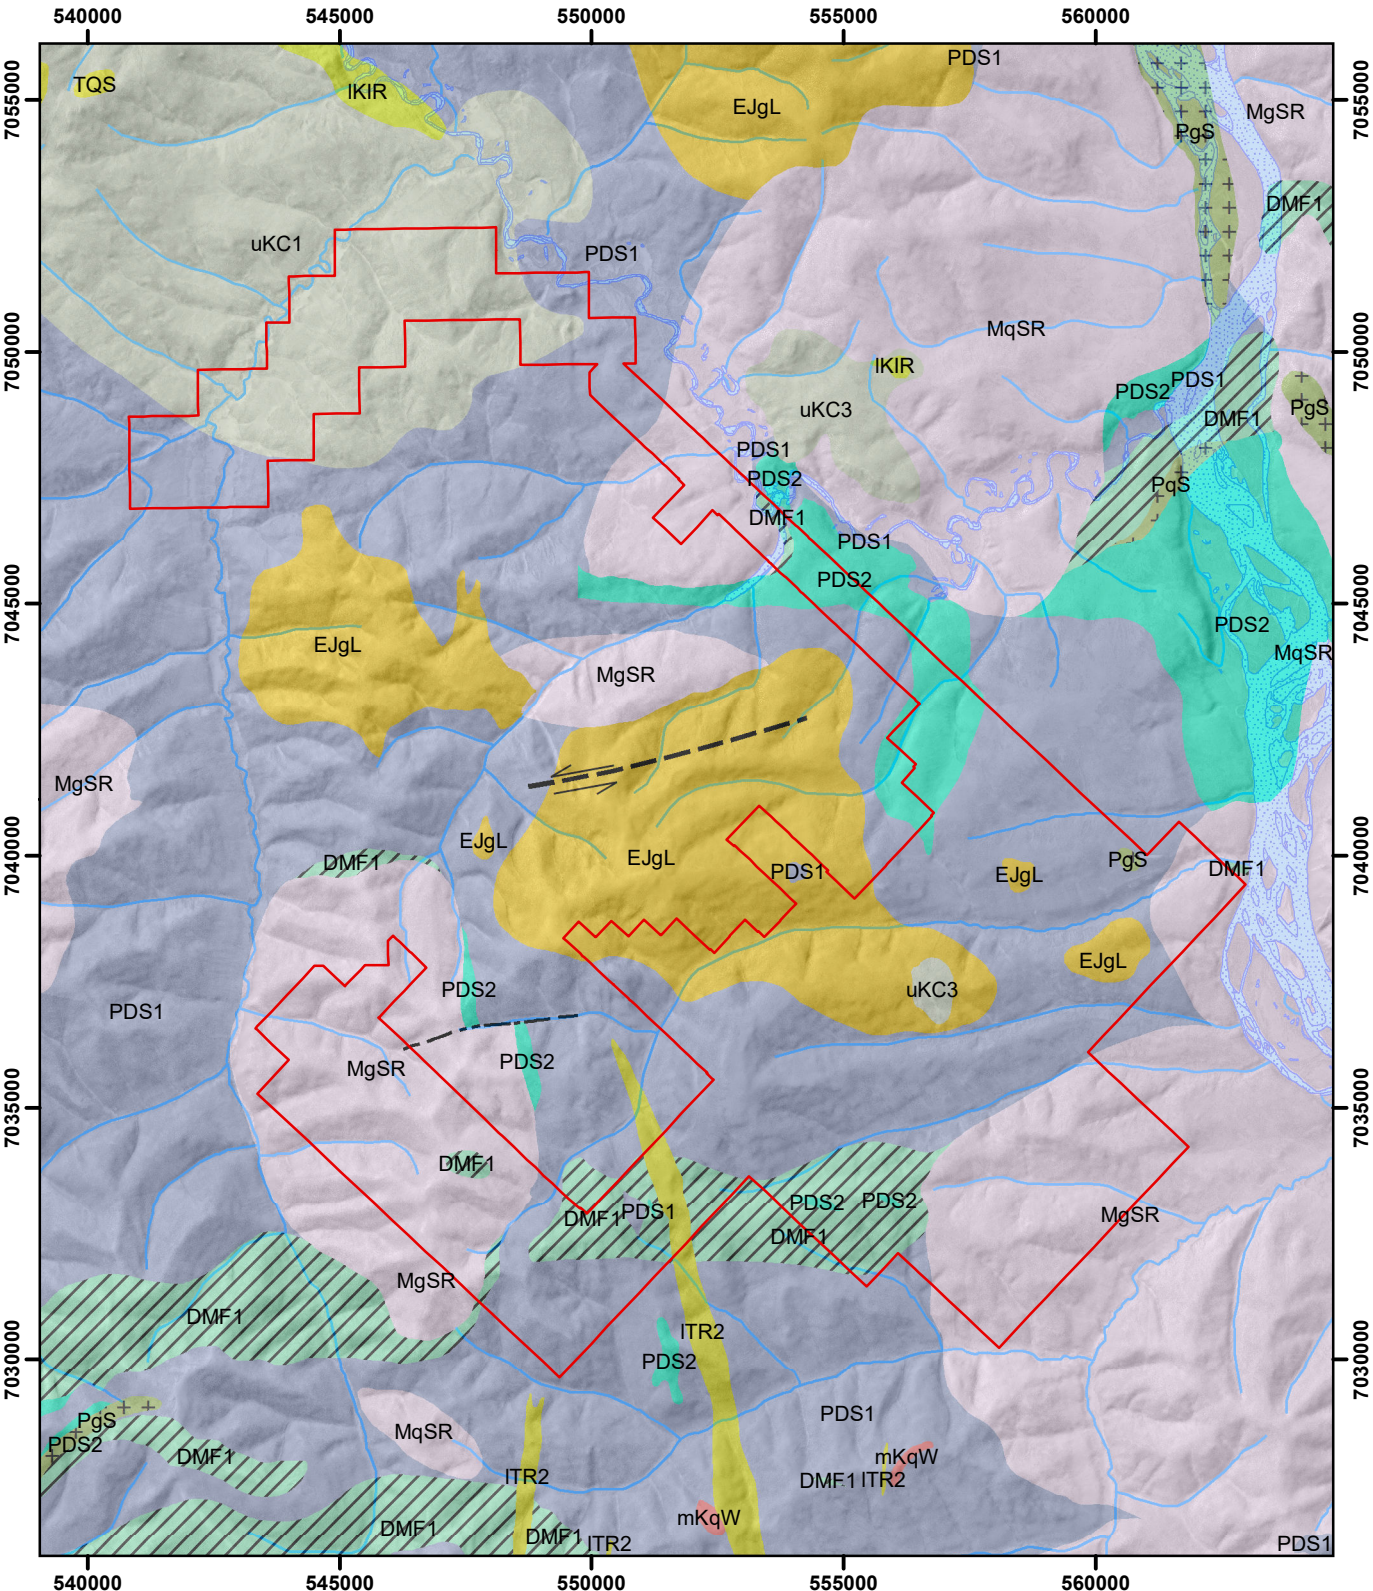 540000 545000 550000 555000 560000
7055000 7055000
7050000 7050000
7045000 7045000
7040000 7040000
7035000 7035000
7030000 7030000
PDS1
TQS
IKIR
EJgL
MgSR
PgS
DMF1
uKC1
PDS1
MqSR
IKIR
PDS2
PDS1
uKC3
DMF1
PgS
PDS1
PDS2
PqS
DMF1
PDS1
PDS2
PDS2
EJgL
MqSR
MgSR
MgSR
EJgL
EJgL
DMF1
PDS1
EJgL
PgS
DMF1
EJgL
PDS2
uKC3
PDS1
MgSR
PDS2
DMF1
PDS2
PDS2
DMF1
PDS1
MgSR
DMF1
MgSR
DMF1
ITR2
PDS2
PgS
PDS2
MqSR
PDS1
DMF1
mKqW
ITR2
DMF1
ITR2
mKqW
DMF1
DMF1
ITR2
PDS1
540000 545000 550000 555000 560000